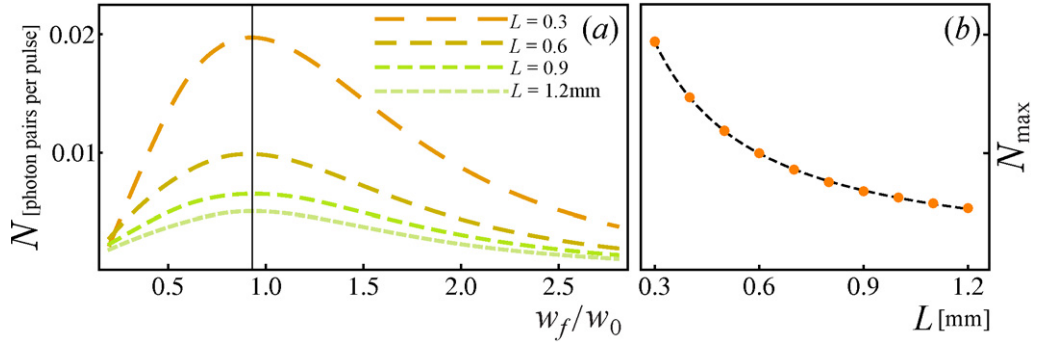 0.02
0.01
N [photon pairs per pulse]
L = 0.3
L = 0.6
L = 0.9
L = 1.2mm
(a)
0.5 1.0 1.5 2.0 2.5
w_f/w_0
(b)
N_max
0.3 0.6 0.9 1.2
L [mm]